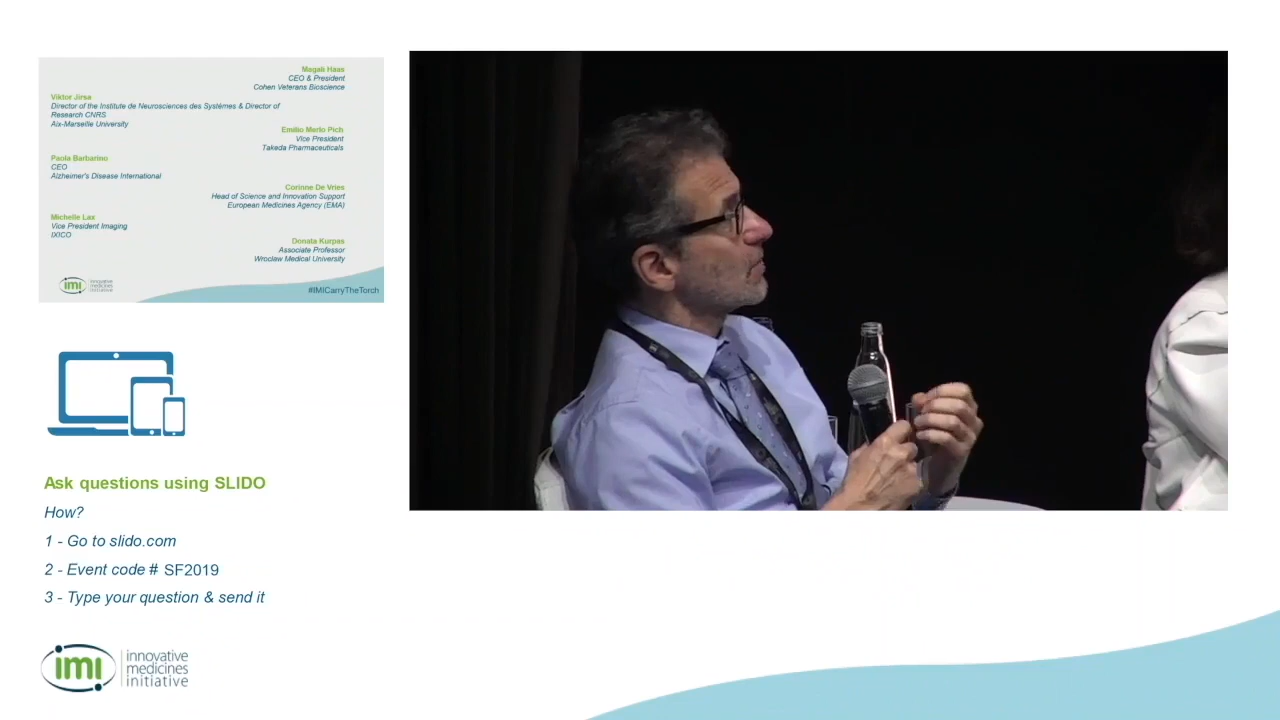 Magali Haas
CEO & President
Cohen Veterans Bioscience
Viktor Jirsa
Director of the Institute de Neurosciences des Systèmes & Director of
Research CNRS
Aix-Marseille University
Emilio Merlo Pich
Vice President
Takeda Pharmaceuticals
Paola Barbarino
CEO
Alzheimer's Disease International
Corinne De Vries
Head of Science and Innovation Support
European Medicines Agency (EMA)
Michelle Lax
Vice President Imaging
IXICO
Donata Kurpas
Associate Professor
Wroclaw Medical University
imi
innovative
medicines
initiative
#IMICarryTheTorch
Ask questions using SLIDO
How?
1 - Go to slido.com
2 - Event code # SF2019
3 - Type your question & send it
imi
innovative
medicines
initiative